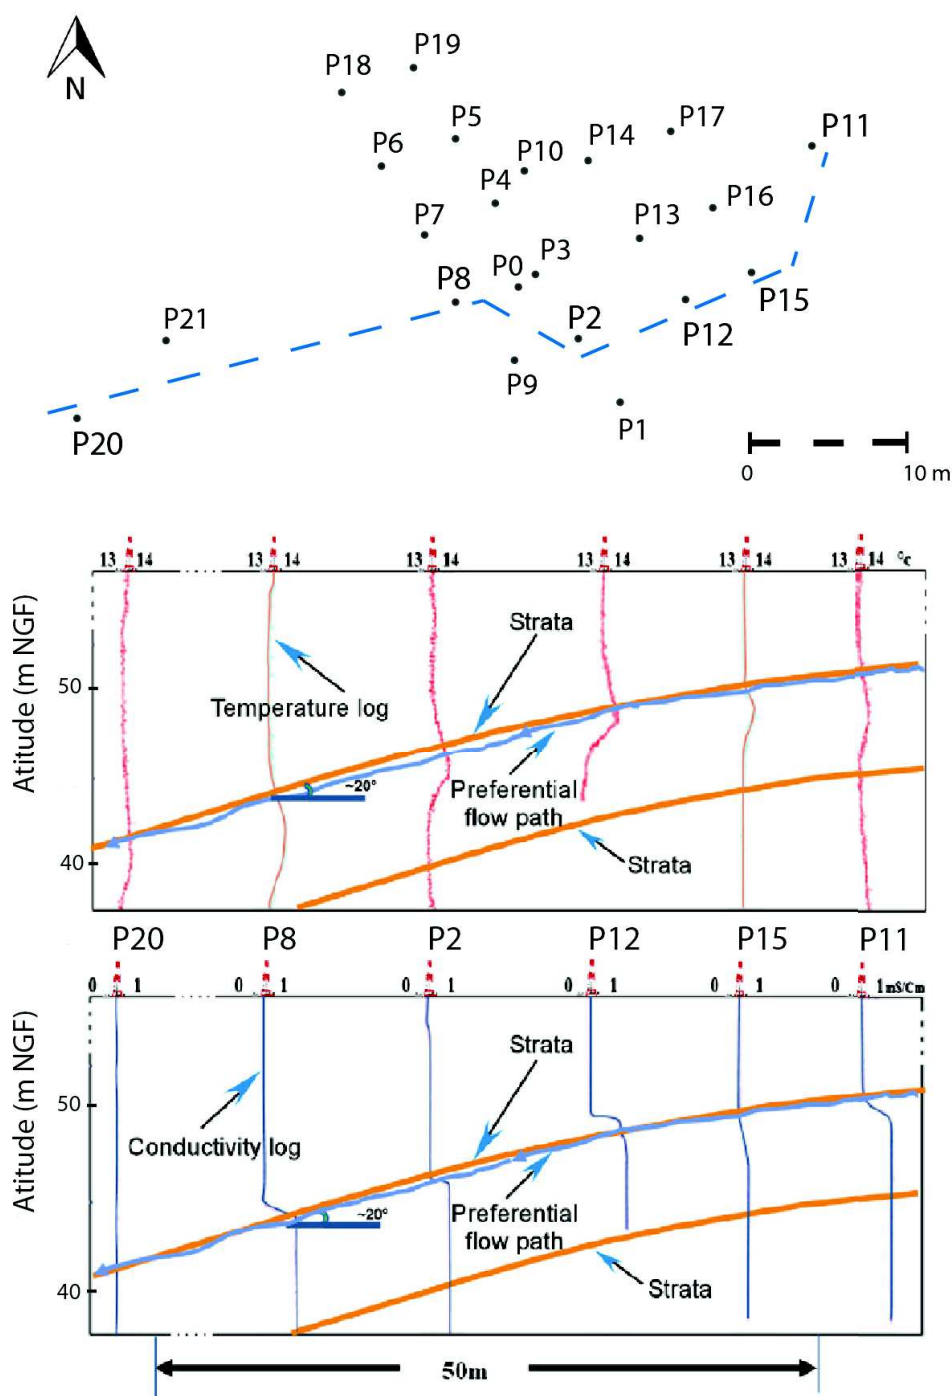 P19
P18
N
P5
P17
P11
P6
P10
P14
P4
P16
P7
P13
P0
P3
P8
P15
P21
P2
P12
P9
P20
P1
0
10 m
13 14
13 14
13 14
13 14
13 14
13 14
°c
Atitude (m NGF)
Strata
50
Temperature log
~20°
Preferential
flow path
40
Strata
P20
P8
P2
P12
P15
P11
0 1
0 1
0 1
0 1
0 1
0 1 mS/Cm
Atitude (m NGF)
Strata
50
Conductivity log
~20°
Preferential
flow path
40
Strata
50m